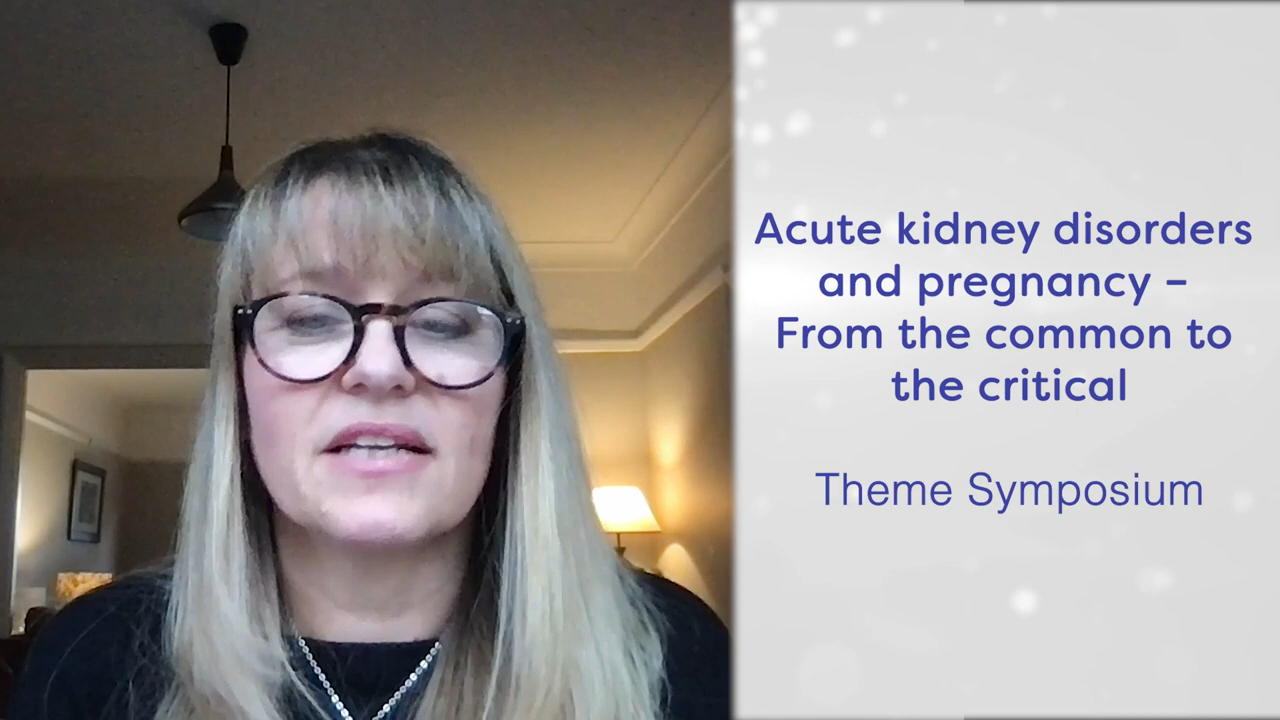 Acute kidney disorders
and pregnancy –
From the common to
the critical
Theme Symposium